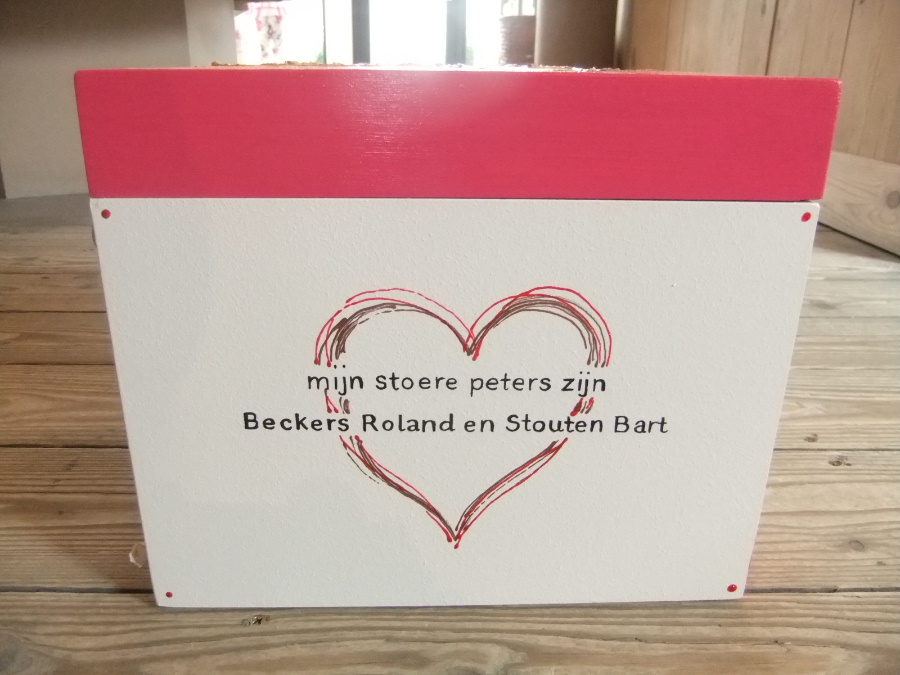 mijn stoere peters zijn
Beckers Roland en Stouten Bart